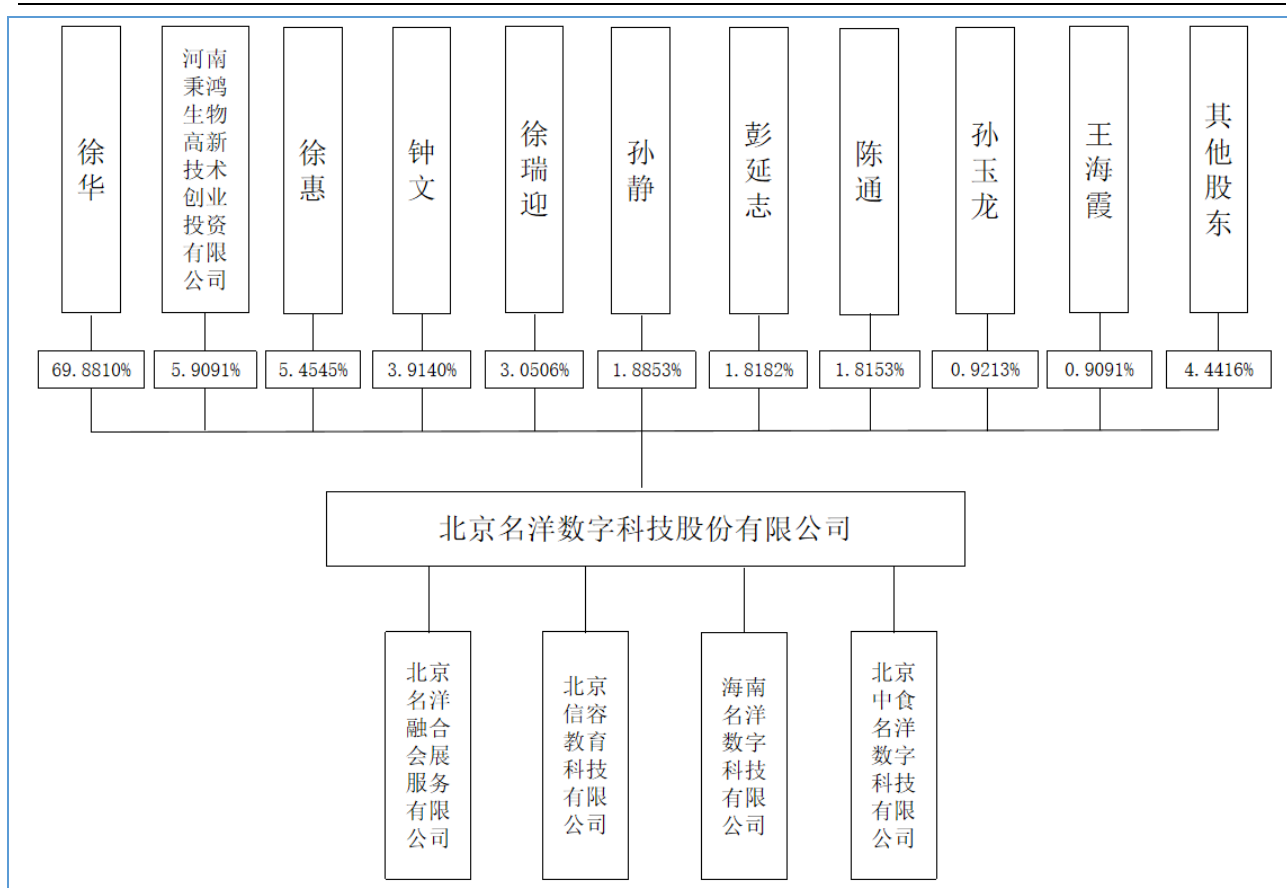 徐华
河南秉鸿生物高新技术创业投资有限公司
徐惠
钟文
徐瑞迎
孙静
彭延志
陈通
孙玉龙
王海霞
其他股东
69.8810%
5.9091%
5.4545%
3.9140%
3.0506%
1.8853%
1.8182%
1.8153%
0.9213%
0.9091%
4.4416%
北京名洋数字科技股份有限公司
北京名洋融合会展服务有限公司
北京信容教育科技有限公司
海南名洋数字科技有限公司
北京中食名洋数字科技有限公司